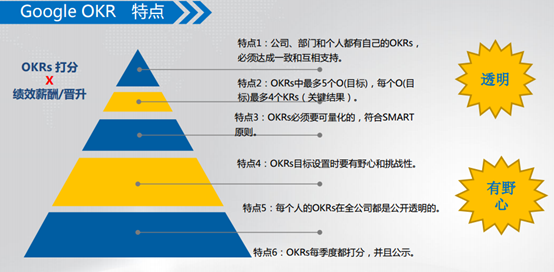 Google OKR 特点
OKRs 打分
X
绩效薪酬/晋升
特点1：公司、部门和个人都有自己的OKRs，
必须达成一致和互相支持。
特点2：OKRs中最多5个O(目标)，每个O(目
标)最多4个KRs（关键结果）。
特点3：OKRs必须要可量化的，符合SMART
原则。
特点4：OKRs目标设置时要有野心和挑战性。
特点5：每个人的OKRs在全公司都是公开透明的。
特点6：OKRs每季度都打分，并且公示。
透明
有野
心